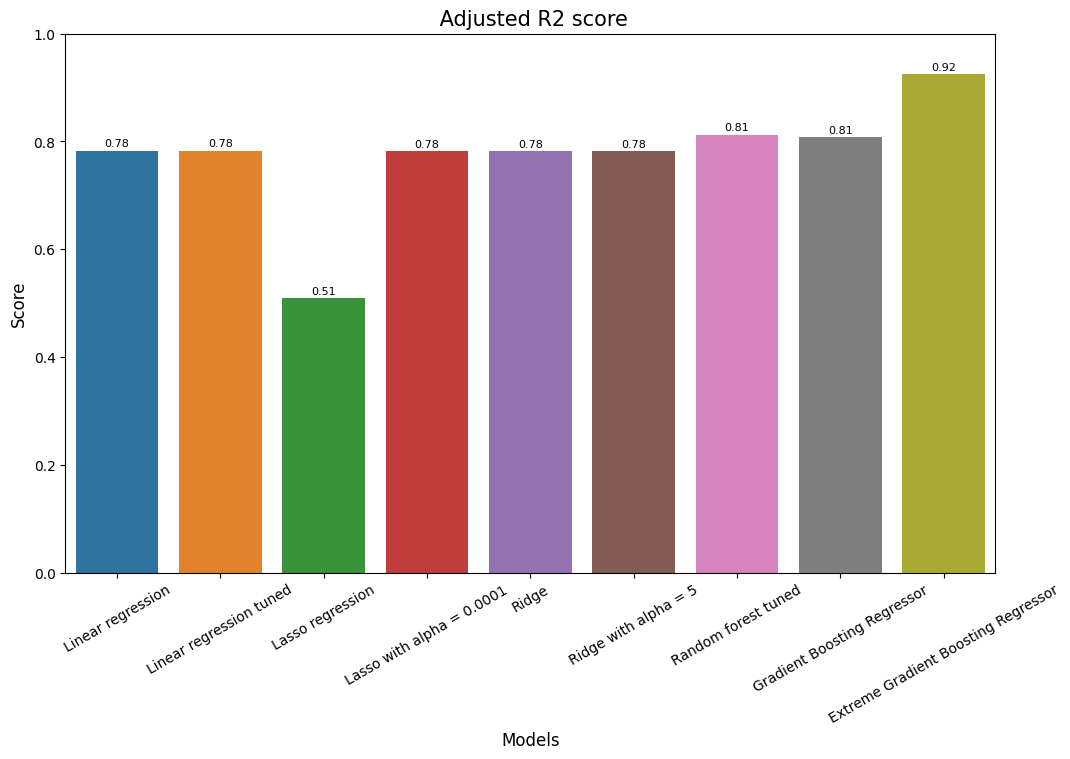 Adjusted R2 score
1.0
0.8
0.6
0.4
0.2
0.0
Score
0.78
0.78
0.51
0.78
0.78
0.78
0.81
0.81
0.92
Linear regression
Linear regression tuned
Lasso regression
Lasso with alpha = 0.0001
Ridge
Ridge with alpha = 5
Random forest tuned
Gradient Boosting Regressor
Extreme Gradient Boosting Regressor
Models